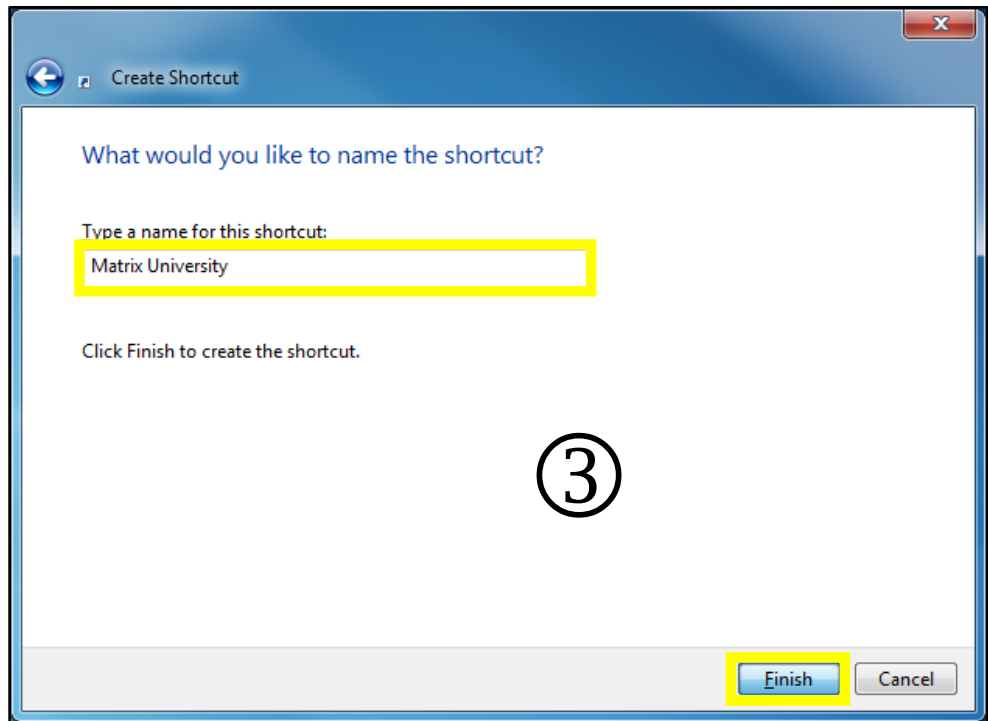 X
Create Shortcut
What would you like to name the shortcut?
Type a name for this shortcut:
Matrix University
Click Finish to create the shortcut.
③
Finish Cancel